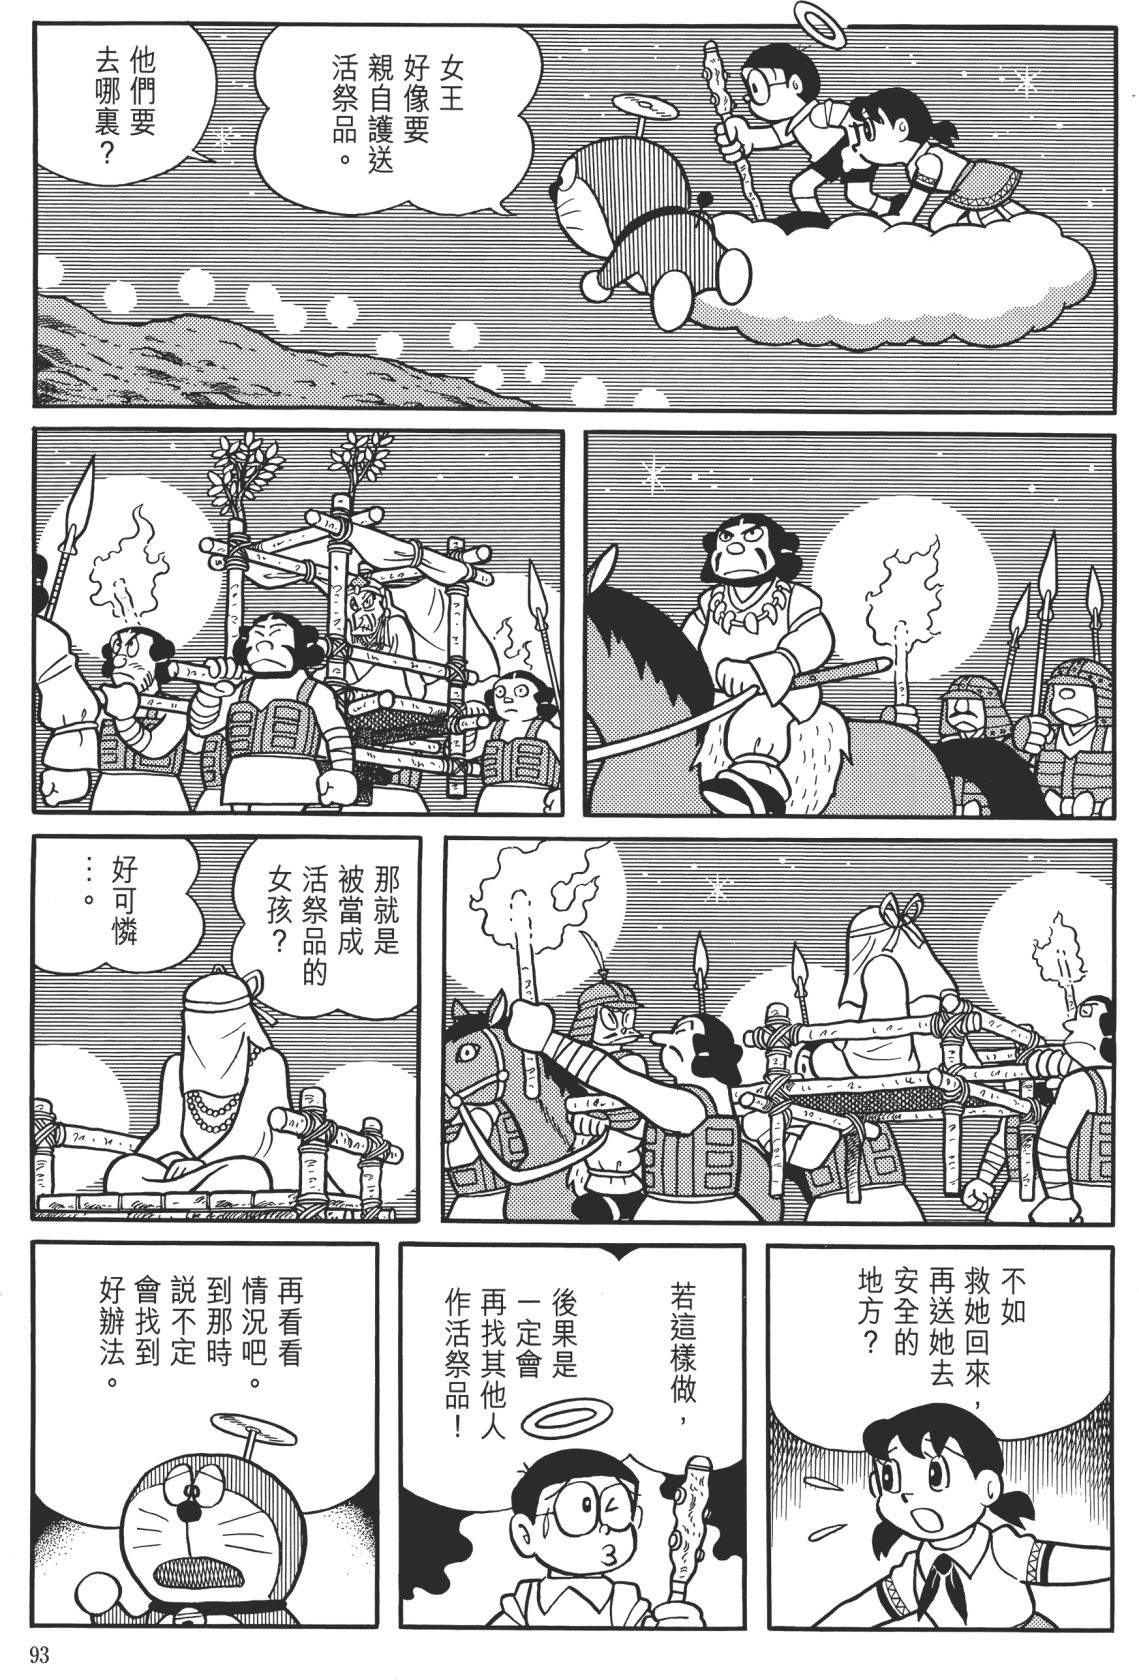 女王
好像要
親自護送
活祭品。
他們要
去哪裏？
那就是
被當成
活祭品的
女孩？
好可憐
…。
不如
救她回來，
再送她去
安全的
地方？
若這樣做，
後果是
一定會
再找其他人
作活祭品！
再看看
情況吧。
到那時
說不定
會找到
好辦法。
93